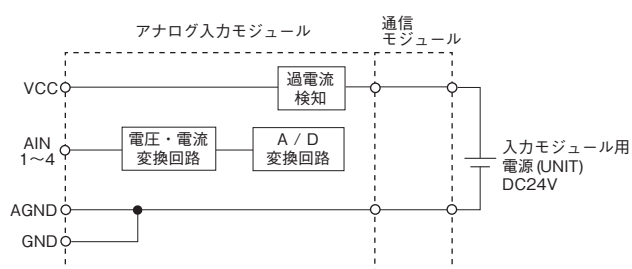 アナログ入力モジュール
通信
モジュール
VCC
過電流
検知
AIN
1〜4
電圧・電流
変換回路
A / D
変換回路
入力モジュール用
電源(UNIT)
DC24V
AGND
GND